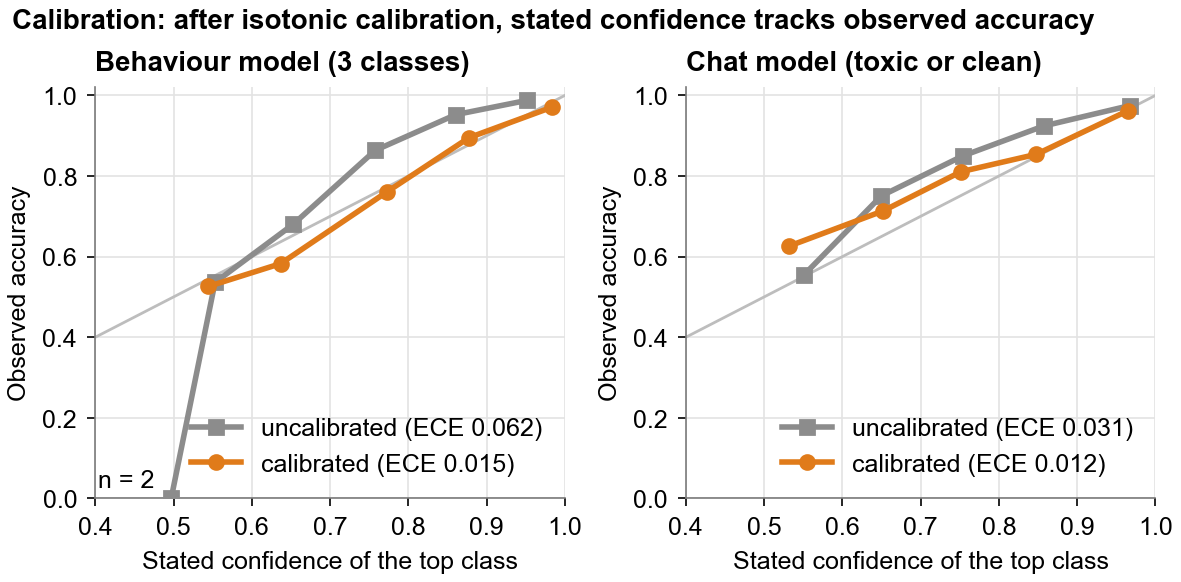 Calibration: after isotonic calibration, stated confidence tracks observed accuracy
Behaviour model (3 classes)
Observed accuracy
1.0
0.8
0.6
0.4
0.2
0.0
n = 2
uncalibrated (ECE 0.062)
calibrated (ECE 0.015)
0.4 0.5 0.6 0.7 0.8 0.9 1.0
Stated confidence of the top class
Chat model (toxic or clean)
Observed accuracy
1.0
0.8
0.6
0.4
0.2
0.0
uncalibrated (ECE 0.031)
calibrated (ECE 0.012)
0.4 0.5 0.6 0.7 0.8 0.9 1.0
Stated confidence of the top class